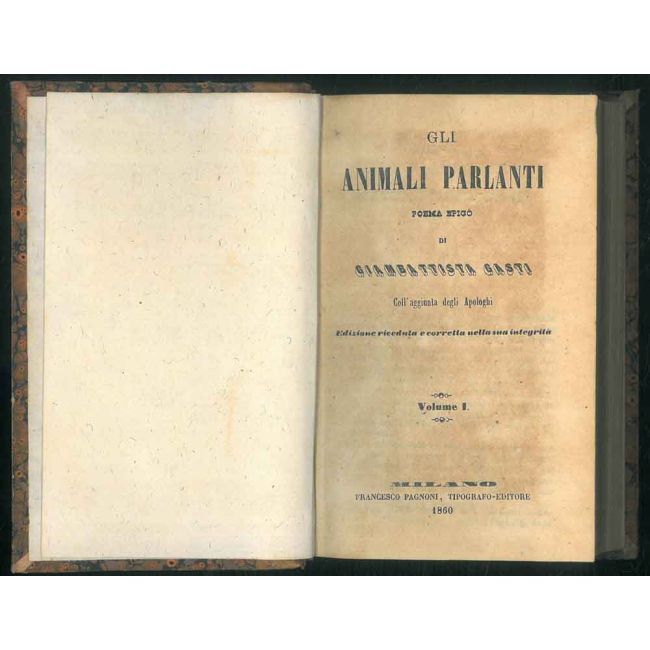 GLI
ANIMALI PARLANTI
POEMA EPICO
DI
GIAMBATTISTA CASTI
Coll'aggiunta degli Apologhi
Edizione riveduta e corretta nella sua integrità
Volume I.
MILANO
FRANCESCO PAGNONI, TIPOGRAFO-EDITORE
1860